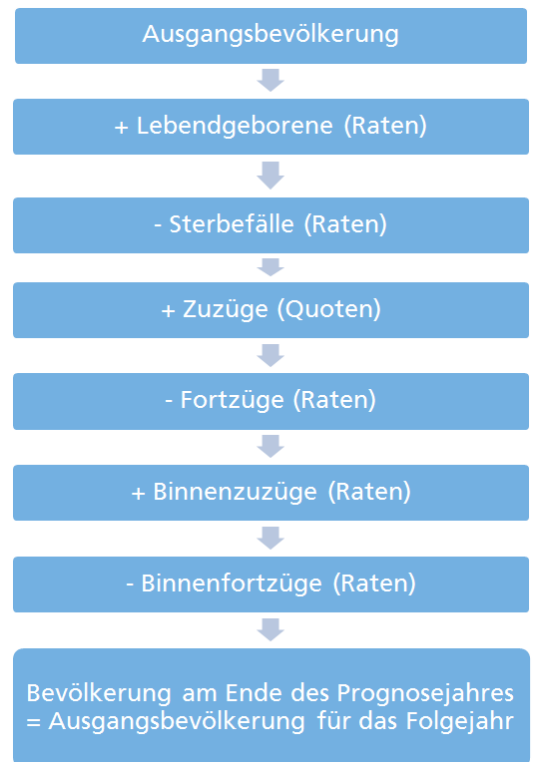 Ausgangsbevölkerung
+ Lebendgeborene (Raten)
- Sterbefälle (Raten)
+ Zuzüge (Quoten)
- Fortzüge (Raten)
+ Binnenzuzüge (Raten)
- Binnenfortzüge (Raten)
Bevölkerung am Ende des Prognosejahres
= Ausgangsbevölkerung für das Folgejahr